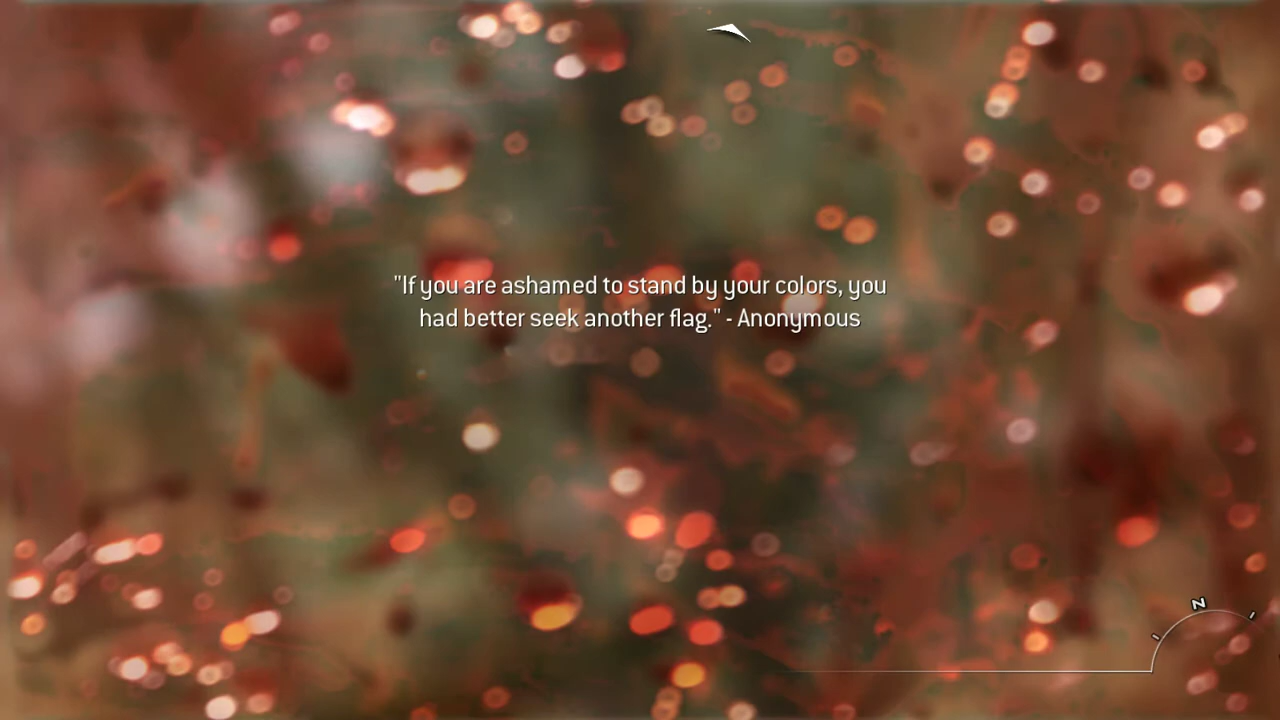 "If you are ashamed to stand by your colors, you
had better seek another flag." - Anonymous
N